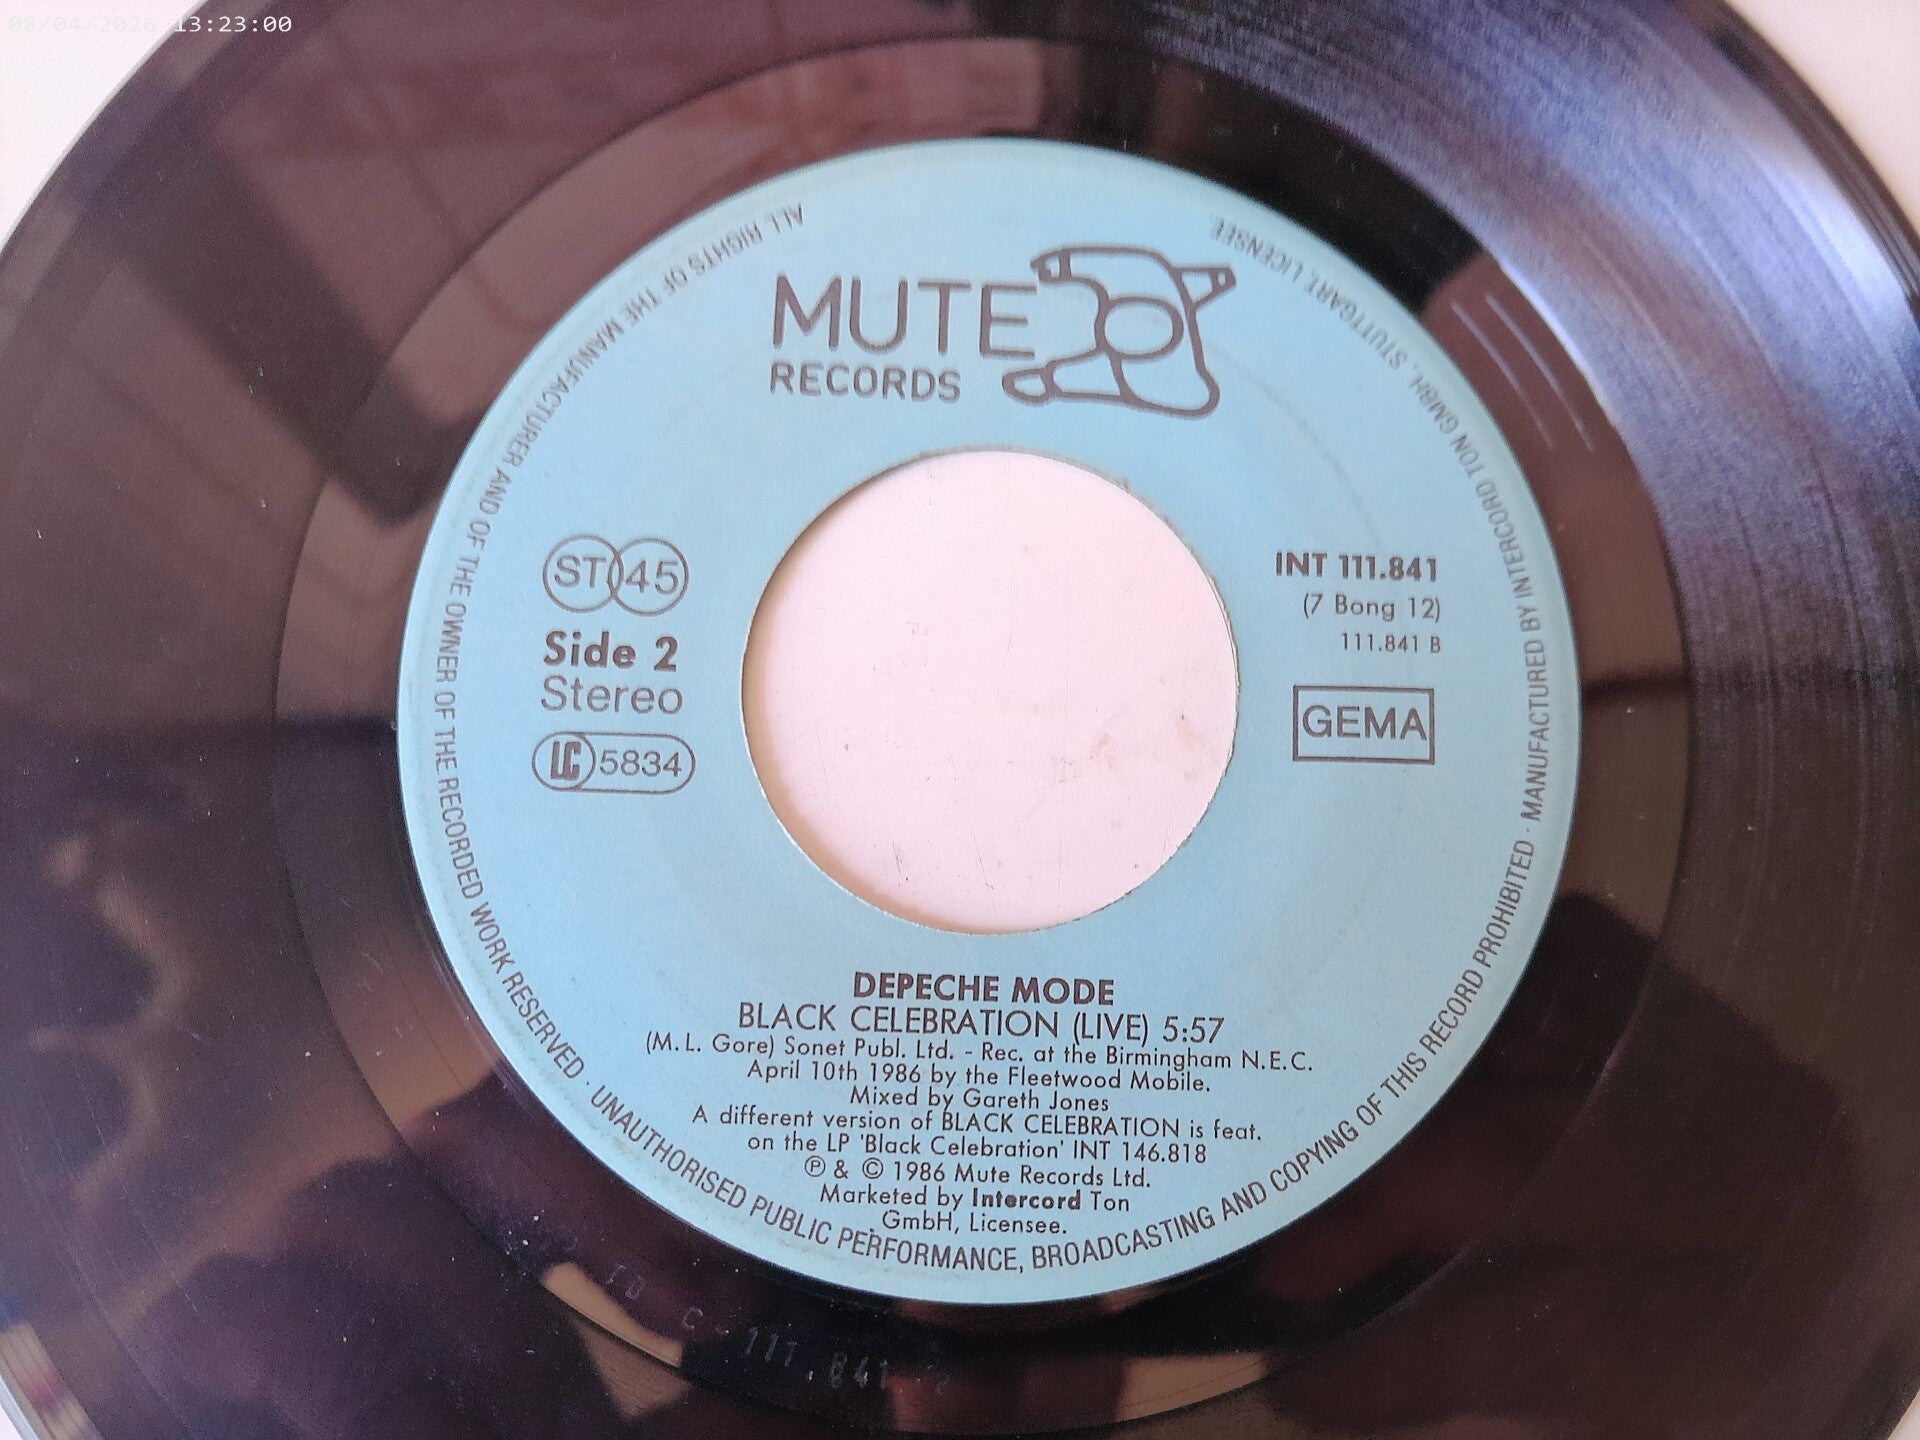 08/04/2026 13:23:00
MUTE
RECORDS
ST 45
Side 2
Stereo
LC 5834
INT 111.841
(7 Bong 12)
111.841 B
GEMA
DEPECHE MODE
BLACK CELEBRATION (LIVE) 5:57
(M.L. Gore) Sonet Publ. Ltd. - Rec. at the Birmingham N.E.C.
April 10th 1986 by the Fleetwood Mobile.
Mixed by Gareth Jones
A different version of BLACK CELEBRATION is feat.
on the LP 'Black Celebration' INT 146.818
℗ & © 1986 Mute Records Ltd.
Marketed by Intercord Ton
GmbH, Licensee.
ALL RIGHTS OF THE MANUFACTURER AND OF THE OWNER OF THE RECORDED WORK RESERVED · UNAUTHORISED PUBLIC PERFORMANCE, BROADCASTING AND COPYING OF THIS RECORD PROHIBITED · MANUFACTURED BY INTERCORD TON GMBH, STUTTGART, LICENSEE.
C - 111.841